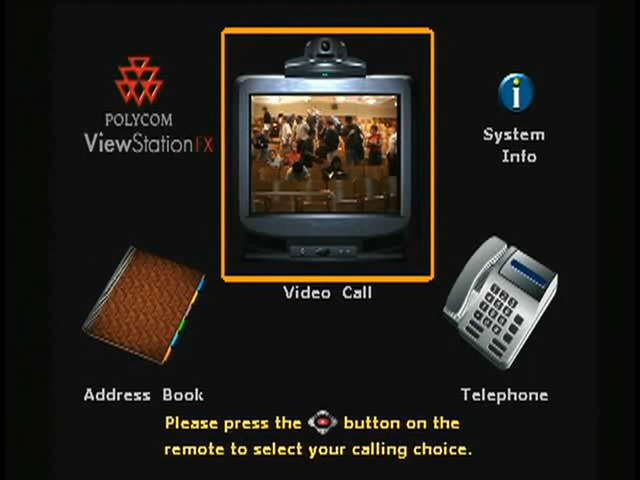 POLYCOM
ViewStationFX
System
Info
Video Call
Address Book
Telephone
Please press the button on the
remote to select your calling choice.